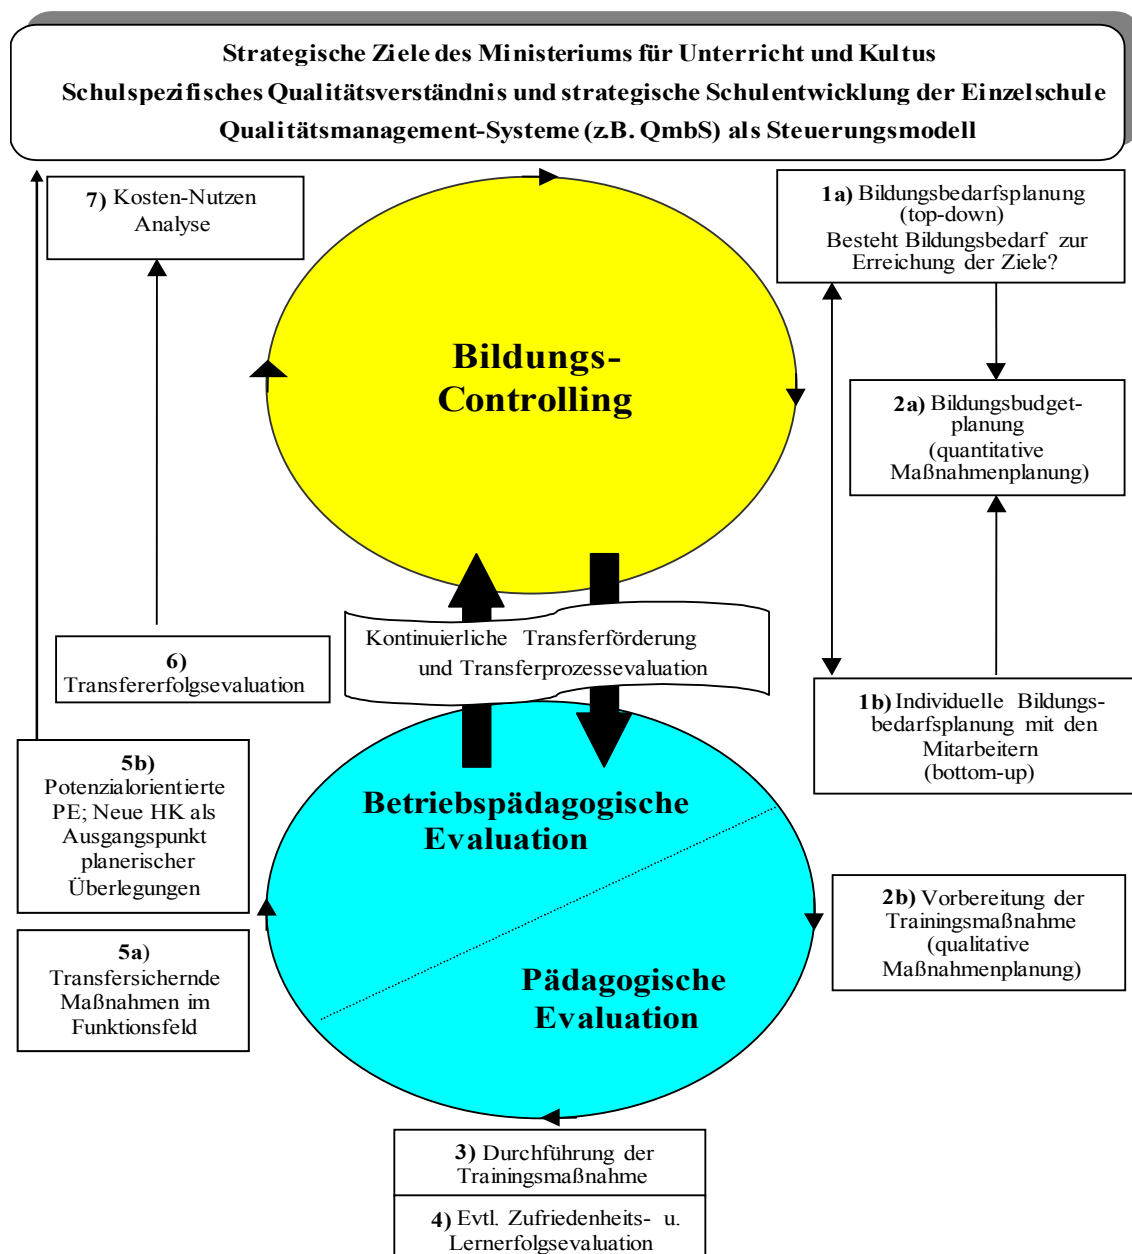 Strategische Ziele des Ministeriums für Unterricht und Kultus
Schulspezifisches Qualitätsverständnis und strategische Schulentwicklung der Einzelschule
Qualitätsmanagement-Systeme (z.B. QmbS) als Steuerungsmodell
7) Kosten-Nutzen
Analyse
1a) Bildungsbedarfsplanung
(top-down)
Besteht Bildungsbedarf zur
Erreichung der Ziele?
Bildungs-
Controlling
2a) Bildungsbudget-
planung
(quantitative
Maßnahmenplanung)
Kontinuierliche Transferförderung
und Transferprozessevaluation
6)
Transfererfolgsevaluation
1b) Individuelle Bildungs-
bedarfsplanung mit den
Mitarbeitern
(bottom-up)
5b)
Potenzialorientierte
PE; Neue HK als
Ausgangspunkt
planerischer
Überlegungen
Betriebspädagogische
Evaluation
2b) Vorbereitung der
Trainingsmaßnahme
(qualitative
Maßnahmenplanung)
5a)
Transfersichernde
Maßnahmen im
Funktionsfeld
Pädagogische
Evaluation
3) Durchführung der
Trainingsmaßnahme
4) Evtl. Zufriedenheits- u.
Lernerfolgsevaluation